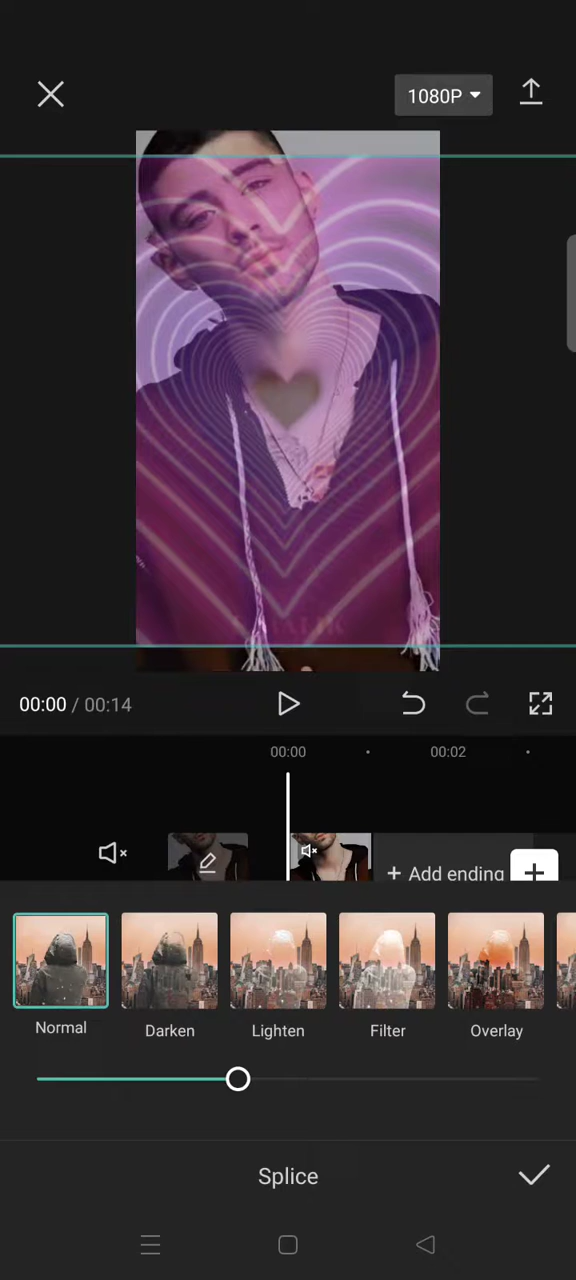 1080P
00:00 / 00:14
00:00
00:02
+ Add ending
+
Normal
Darken
Lighten
Filter
Overlay
Splice